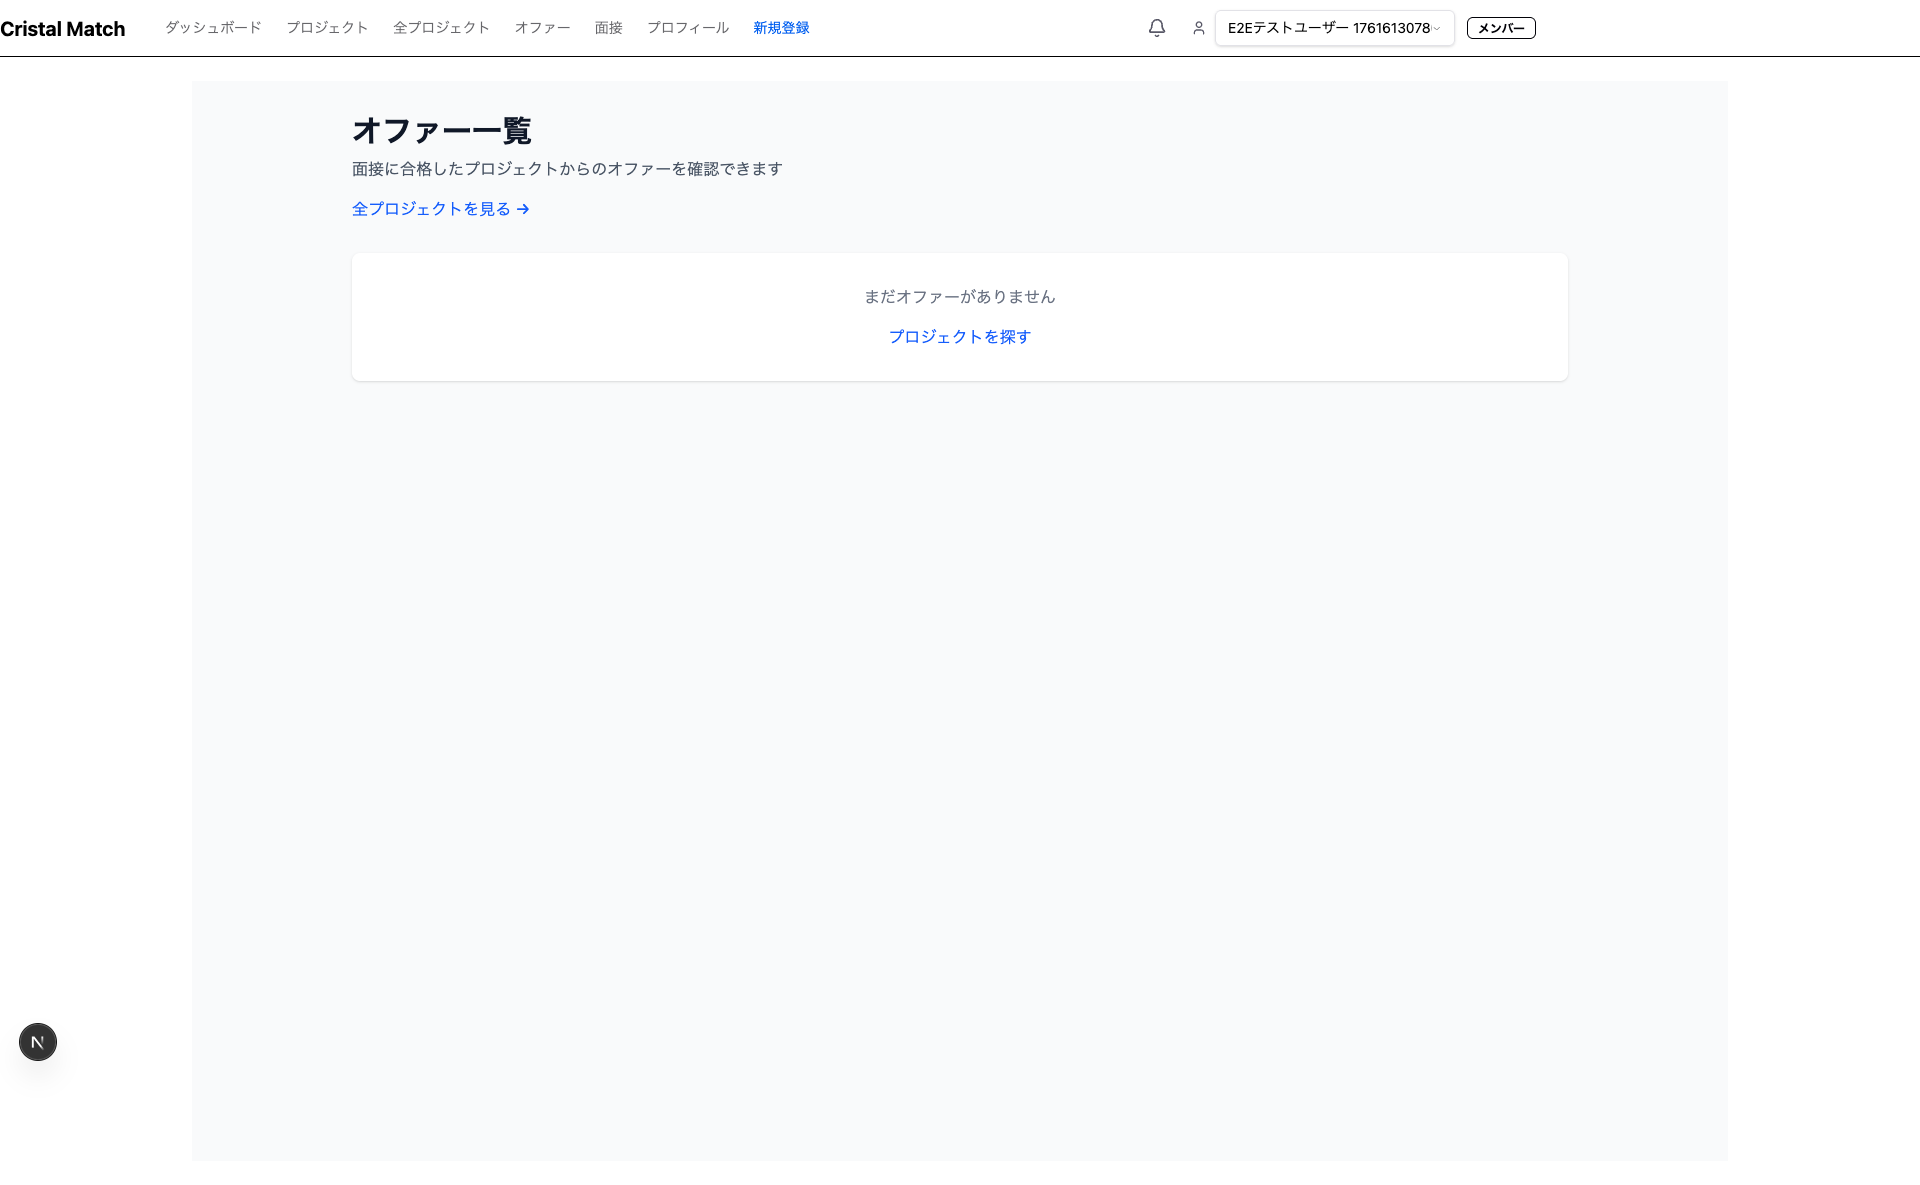 Cristal Match ダッシュボード プロジェクト 全プロジェクト オファー 面接 プロフィール 新規登録 E2Eテストユーザー 1761613078 メンバー
オファー一覧
面接に合格したプロジェクトからのオファーを確認できます
全プロジェクトを見る →
まだオファーがありません
プロジェクトを探す
N